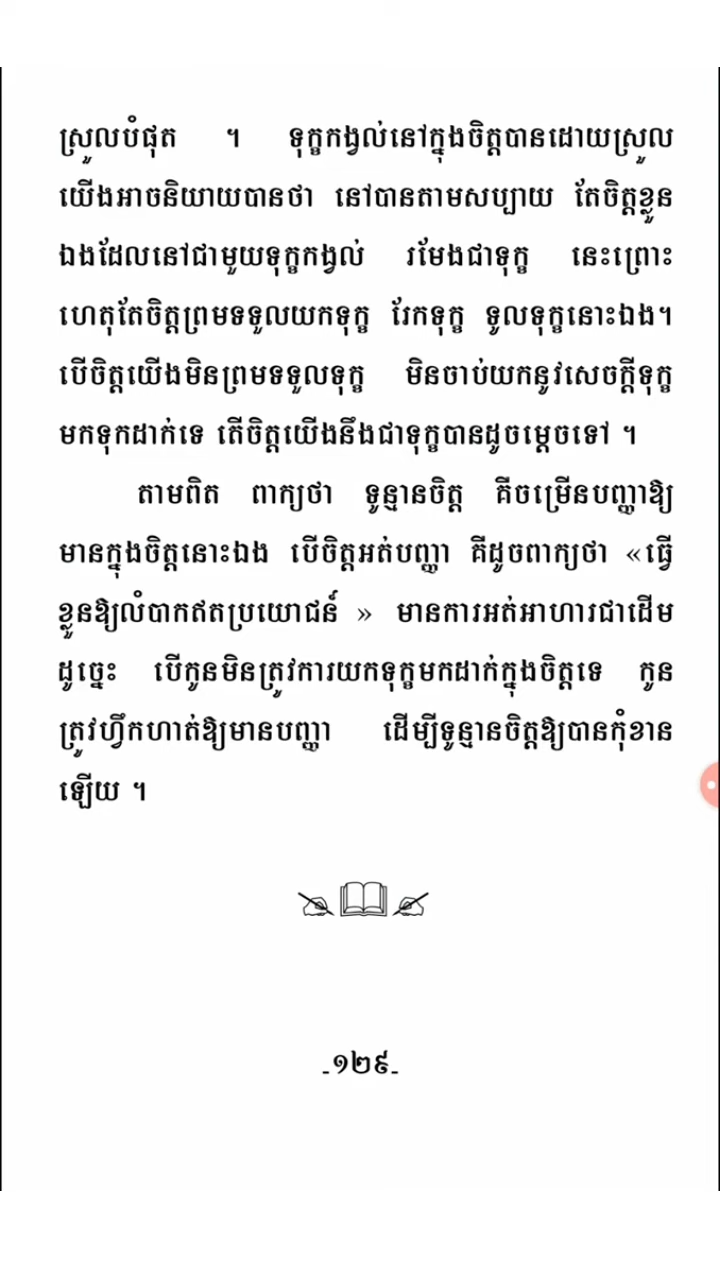 ស្រួលបំផុត ។ ទុក្ខកង្វល់នៅក្នុងចិត្តបានដោយស្រួល
យើងអាចនិយាយបានថា នៅបានតាមសប្បាយ តែចិត្តខ្លួន
ឯងដែលនៅជាមួយទុក្ខកង្វល់ រមែងជាទុក្ខ នេះព្រោះ
ហេតុតែចិត្តព្រមទទួលយកទុក្ខ រែកទុក្ខ ទូលទុក្ខនោះឯង។
បើចិត្តយើងមិនព្រមទទួលទុក្ខ មិនចាប់យកនូវសេចក្តីទុក្ខ
មកទុកដាក់ទេ តើចិត្តយើងនឹងជាទុក្ខបានដូចម្តេចទៅ ។
តាមពិត ពាក្យថា ទូន្មានចិត្ត គឺចម្រើនបញ្ញាឱ្យ
មានក្នុងចិត្តនោះឯង បើចិត្តអត់បញ្ញា គឺដូចពាក្យថា «ធ្វើ
ខ្លួនឱ្យលំបាកឥតប្រយោជន៍ » មានការអត់អាហារជាដើម
ដូច្នេះ បើកូនមិនត្រូវការយកទុក្ខមកដាក់ក្នុងចិត្តទេ កូន
ត្រូវហ្វឹកហាត់ឱ្យមានបញ្ញា ដើម្បីទូន្មានចិត្តឱ្យបានកុំខាន
ឡើយ ។
-១២៩-